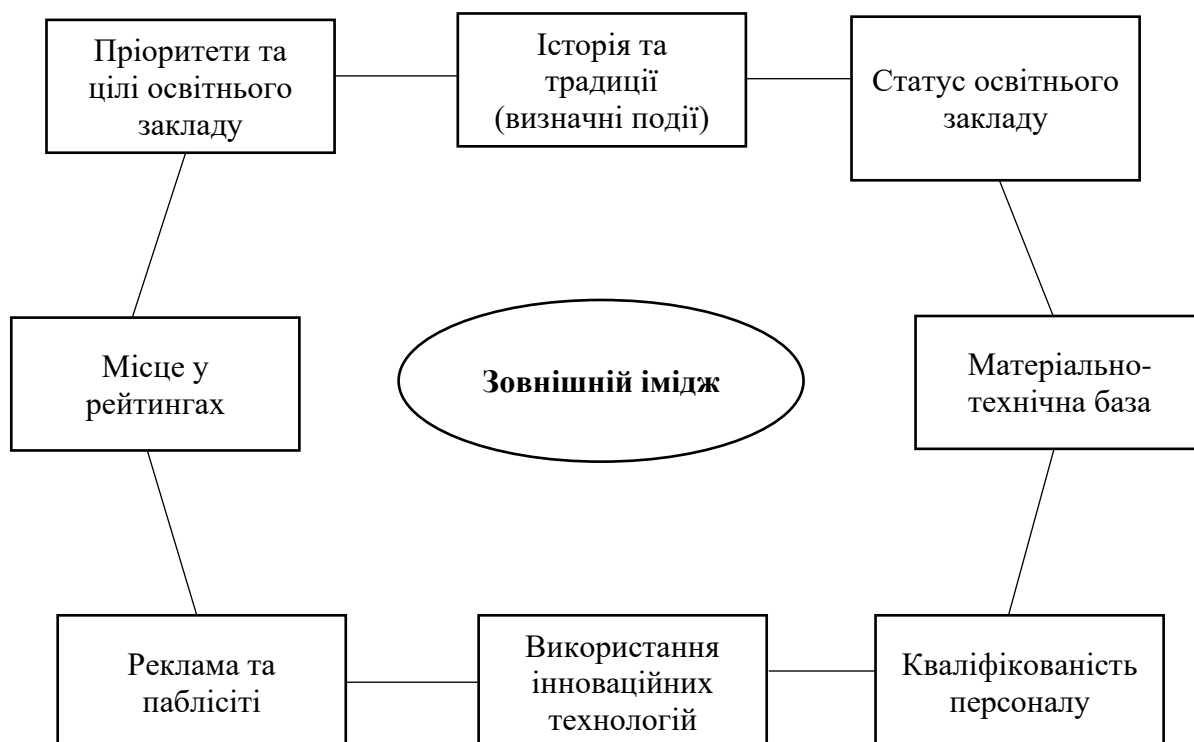 Пріоритети та
цілі освітнього
закладу
Історія та
традиції
(визначні події)
Статус освітнього
закладу
Місце у
рейтингах
Зовнішній імідж
Матеріально-
технічна база
Реклама та
паблісіті
Використання
інноваційних
технологій
Кваліфікованість
персоналу